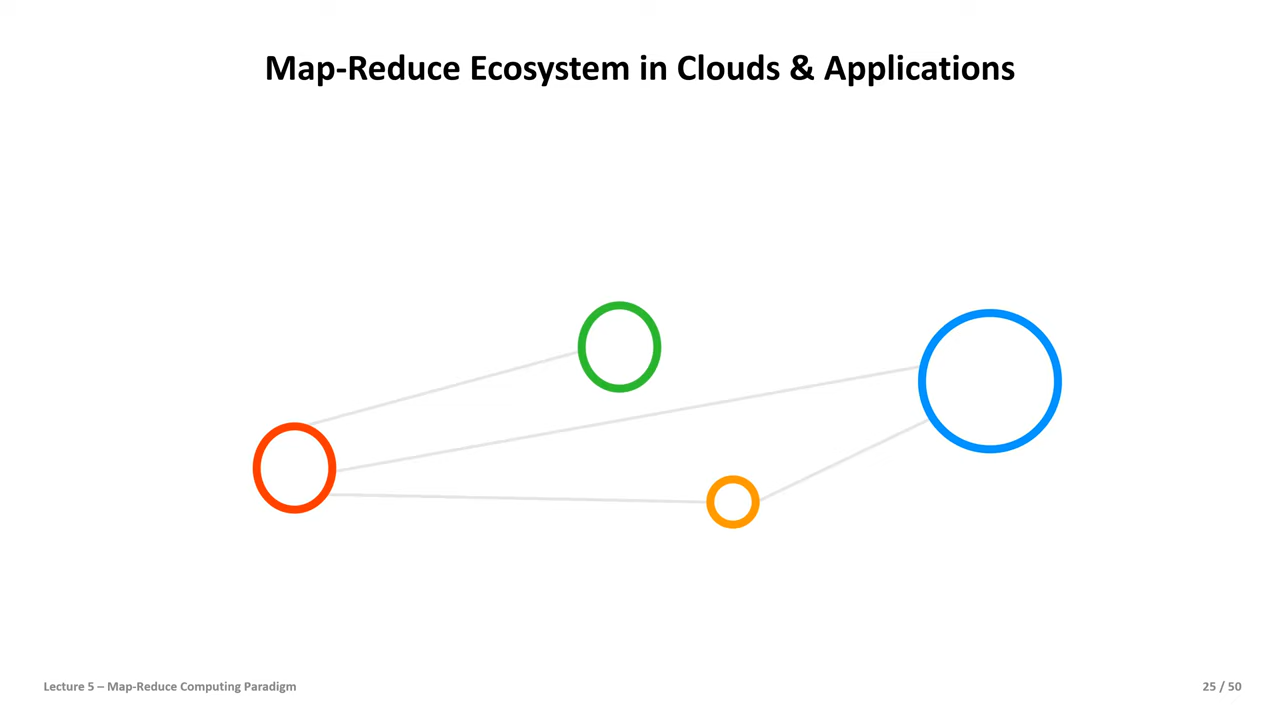 Map-Reduce Ecosystem in Clouds & Applications
Lecture 5 – Map-Reduce Computing Paradigm
25 / 50